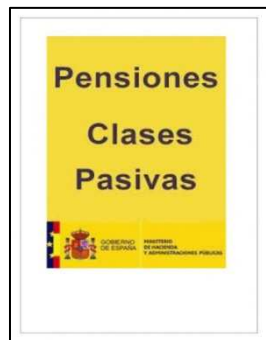 Pensiones
Clases
Pasivas
GOBIERNO
DE ESPAÑA
MINISTERIO
DE HACIENDA
Y ADMINISTRACIONES PÚBLICAS